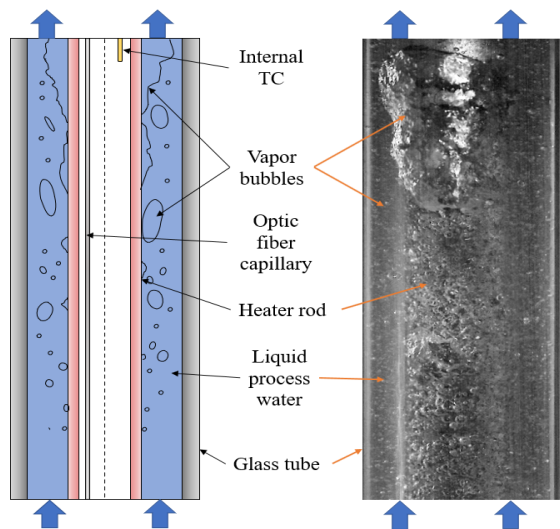 Internal
TC
Vapor
bubbles
Optic
fiber
capillary
Heater rod
Liquid
process
water
Glass tube